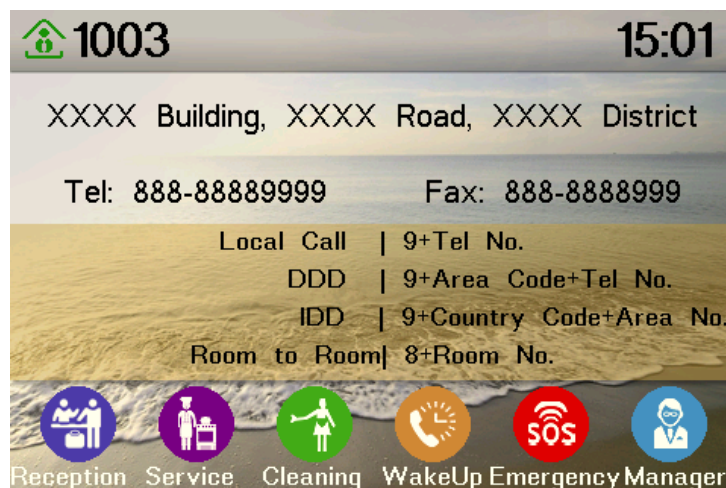 1003 15:01
XXXX Building, XXXX Road, XXXX District
Tel: 888-88889999 Fax: 888-8888999
Local Call | 9+Tel No.
DDD | 9+Area Code+Tel No.
IDD | 9+Country Code+Area No.
Room to Room| 8+Room No.
SOS
Reception Service Cleaning WakeUp Emergency Manager